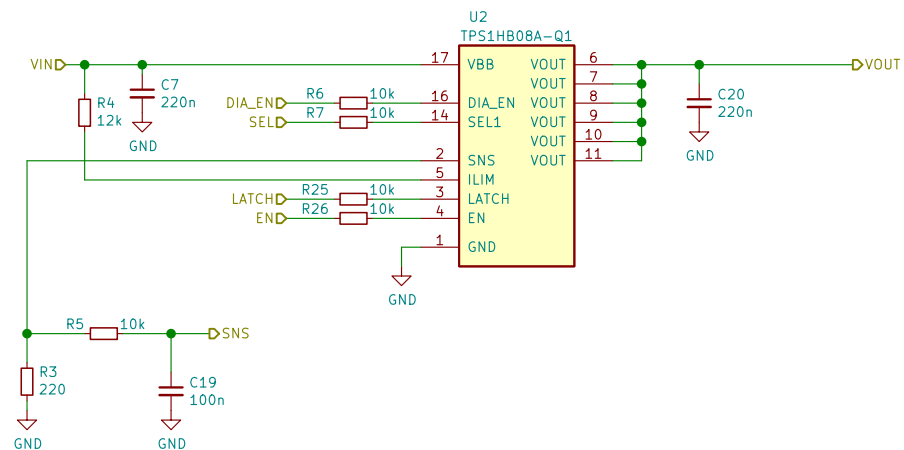 U2
TPS1HB08A-Q1
VIN
17
VBB
VOUT
6
VOUT
C7
220n
R4
12k
GND
DIA_EN
R6
10k
16
DIA_EN
SEL
R7
10k
14
SEL1
2
SNS
5
ILIM
LATCH
R25
10k
3
LATCH
EN
R26
10k
4
EN
1
GND
GND
VOUT
7
VOUT
8
VOUT
9
VOUT
10
VOUT
11
C20
220n
GND
R5
10k
SNS
R3
220
GND
C19
100n
GND